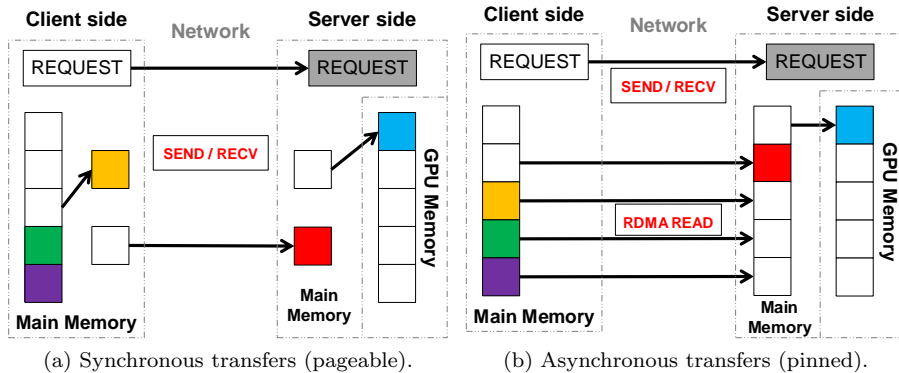 Client side
Network
Server side
REQUEST
REQUEST
SEND / RECV
GPU Memory
Main
Memory
Main Memory
(a) Synchronous transfers (pageable).
Client side
Network
Server side
REQUEST
REQUEST
SEND / RECV
RDMA READ
GPU Memory
Main
Memory
Main Memory
(b) Asynchronous transfers (pinned).